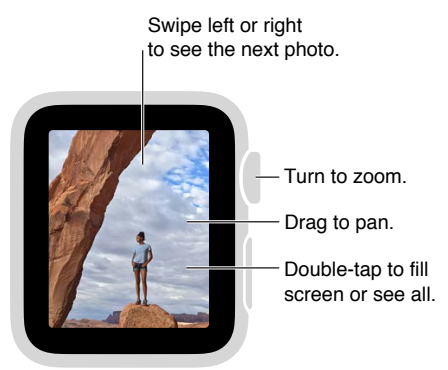 Swipe left or right
to see the next photo.
Turn to zoom.
Drag to pan.
Double-tap to fill
screen or see all.